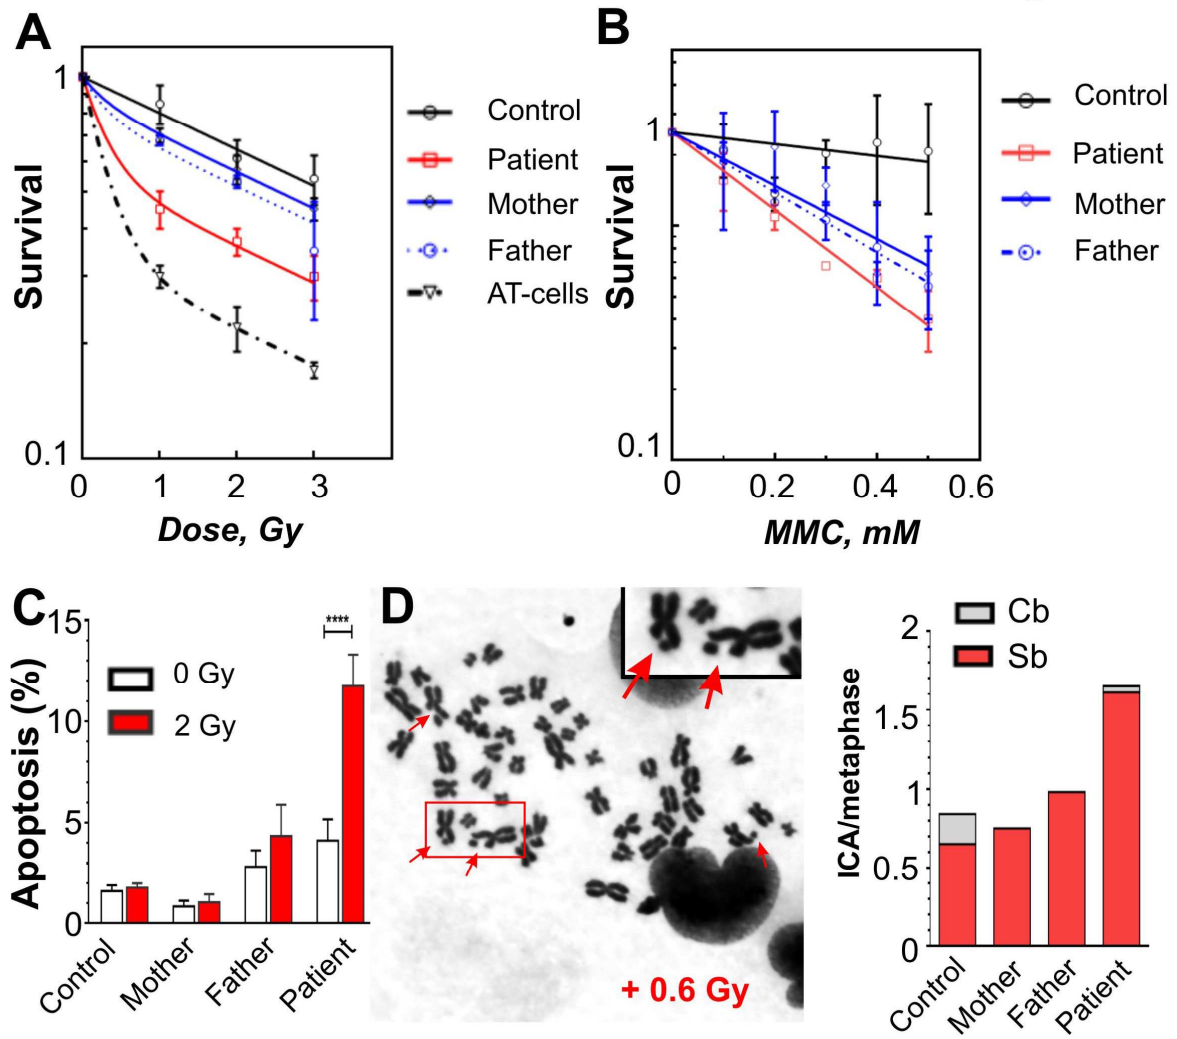 A
Survival
1
0.1
0 1 2 3
Dose, Gy
Control
Patient
Mother
Father
AT-cells
B
Survival
1
0.1
0 0.2 0.4 0.6
MMC, mM
Control
Patient
Mother
Father
C
Apoptosis (%)
15
10
5
0
0 Gy
2 Gy
****
Control Mother Father Patient
D
+ 0.6 Gy
ICA/metaphase
2
1.5
1
0.5
0
Cb
Sb
Control Mother Father Patient